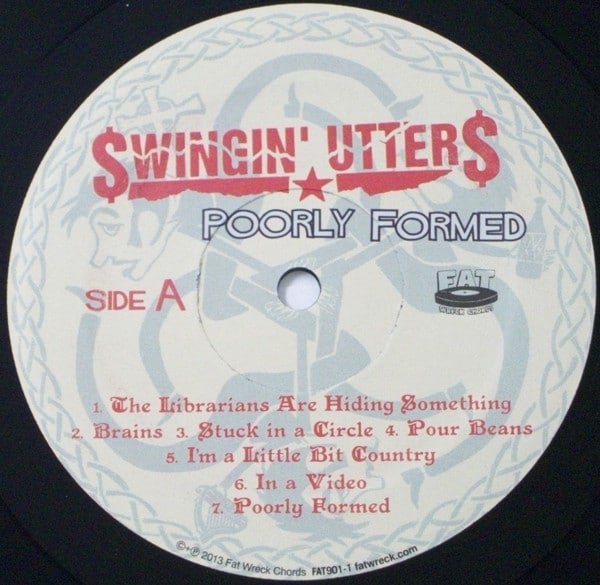 $WINGIN' UTTER$
POORLY FORMED
SIDE A
FAT
WRECK CHORDS
1. The Librarians Are Hiding Something
2. Brains 3. Stuck in a Circle 4. Pour Beans
5. I'm a Little Bit Country
6. In a Video
7. Poorly Formed
©+℗ 2013 Fat Wreck Chords FAT901-1 fatwreck.com